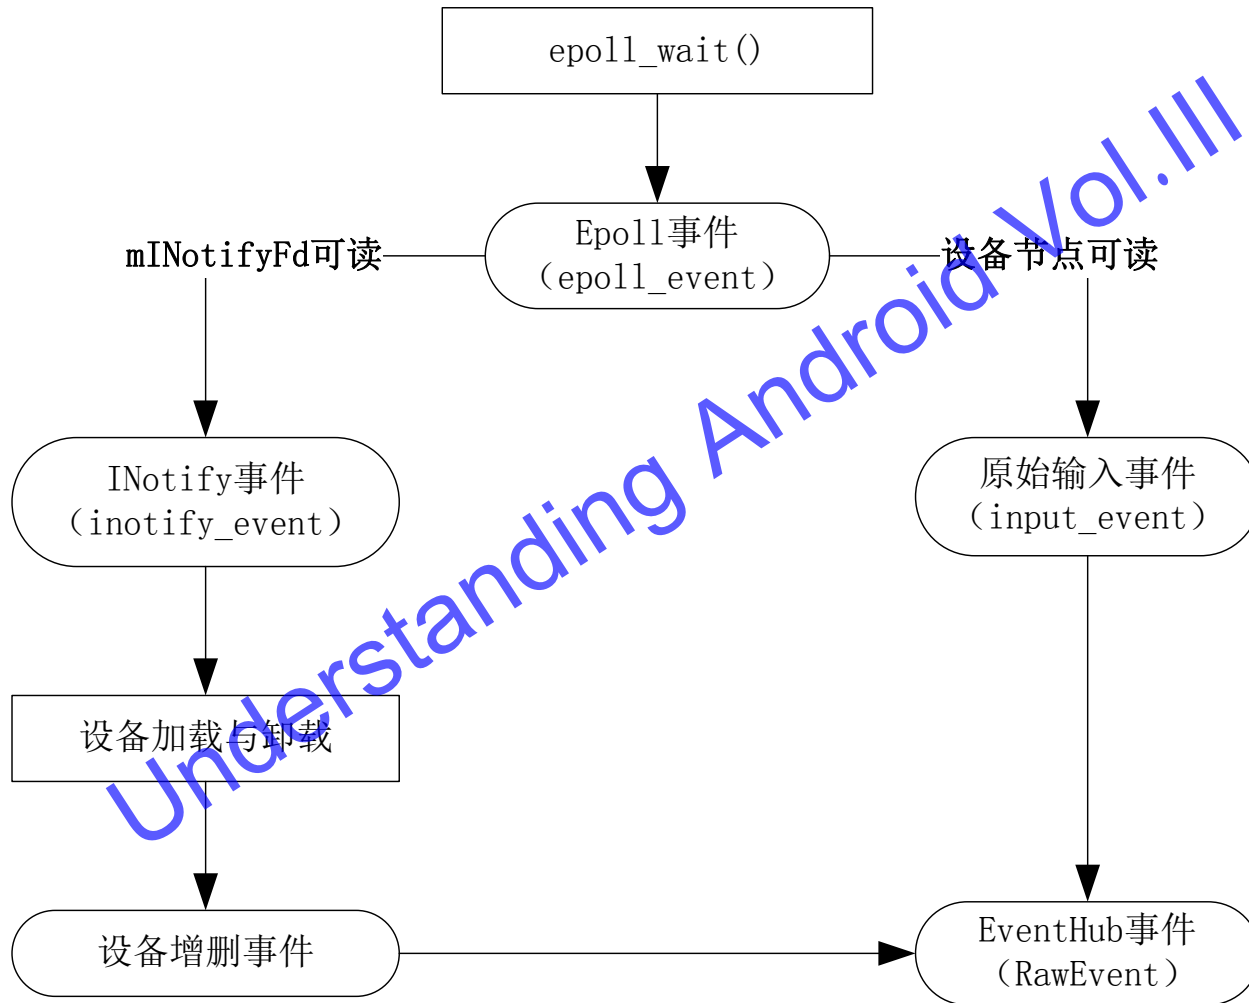 epoll_wait()
Epoll事件
（epoll_event）
mINotifyFd可读
设备节点可读
INotify事件
（inotify_event）
原始输入事件
（input_event）
设备加载与卸载
设备增删事件
EventHub事件
（RawEvent）
Understanding Android Vol.III